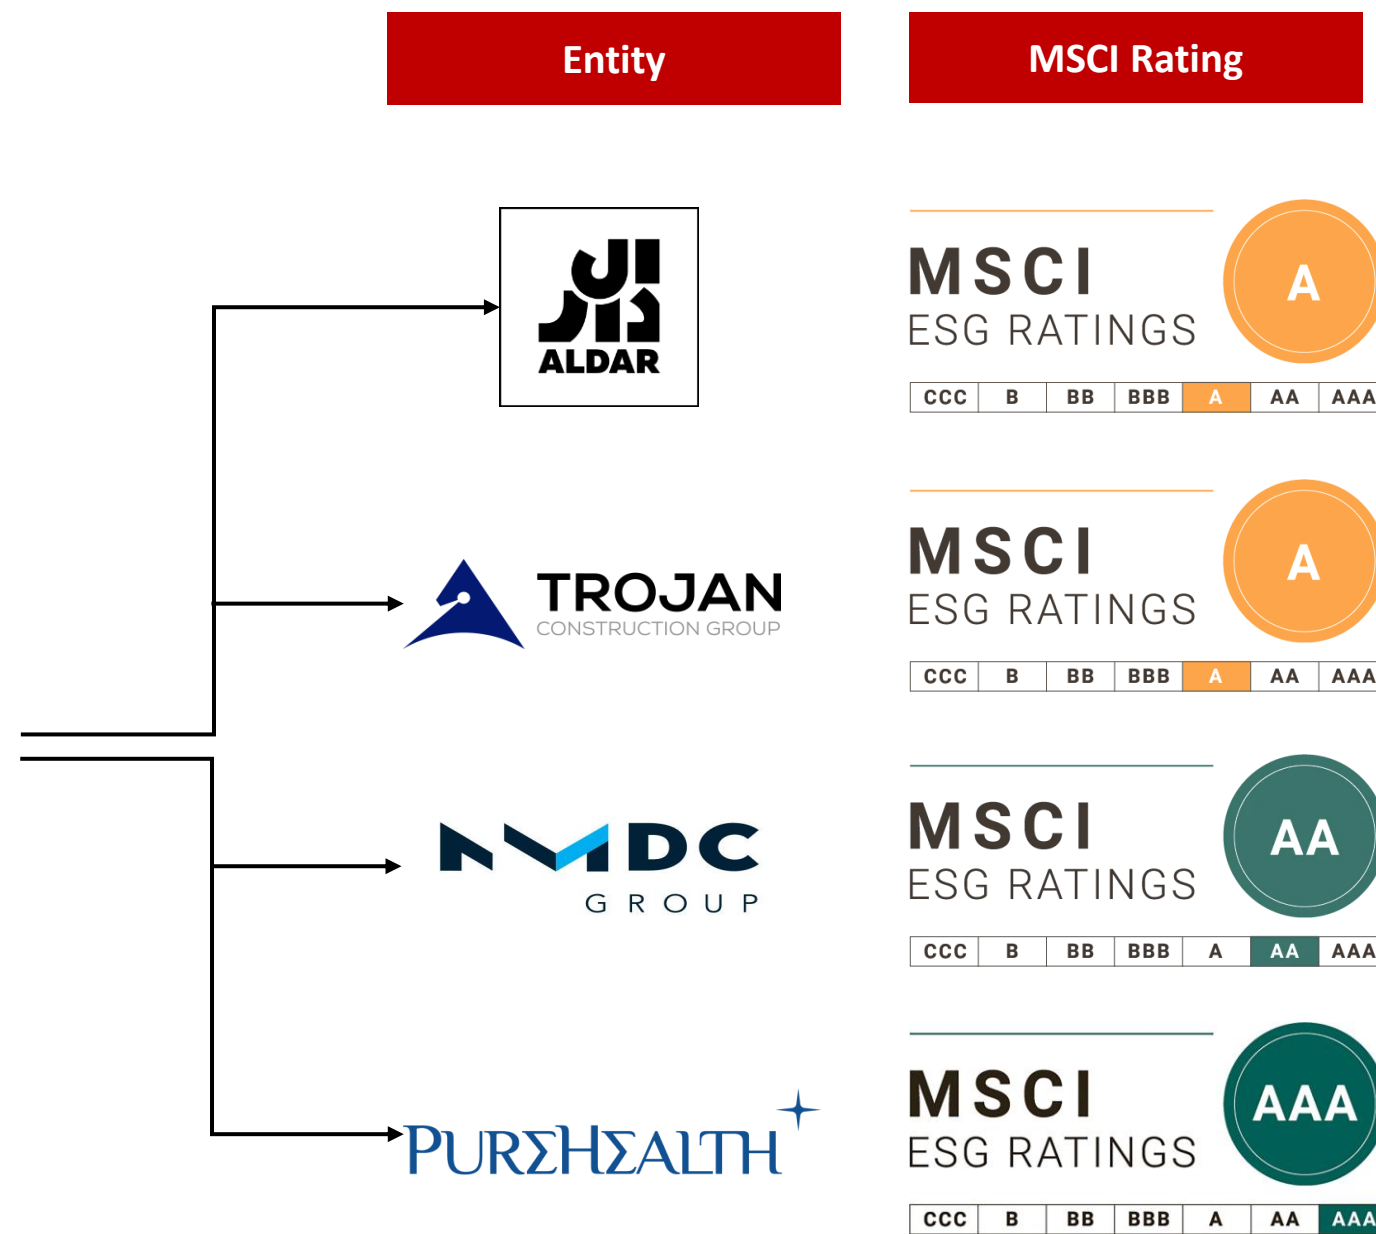 Entity
MSCI Rating
الدار
ALDAR
MSCI
ESG RATINGS
A
CCC B BB BBB A AA AAA
TROJAN
CONSTRUCTION GROUP
MSCI
ESG RATINGS
A
CCC B BB BBB A AA AAA
NMDC
GROUP
MSCI
ESG RATINGS
AA
CCC B BB BBB A AA AAA
PURΣHΣALTH
MSCI
ESG RATINGS
AAA
CCC B BB BBB A AA AAA